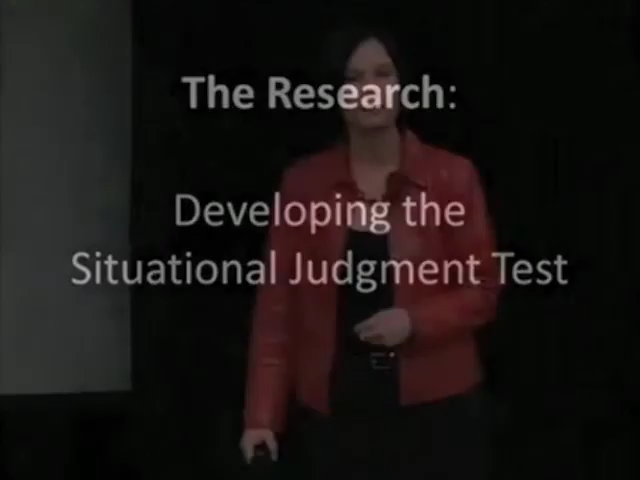 The Research:
Developing the
Situational Judgment Test